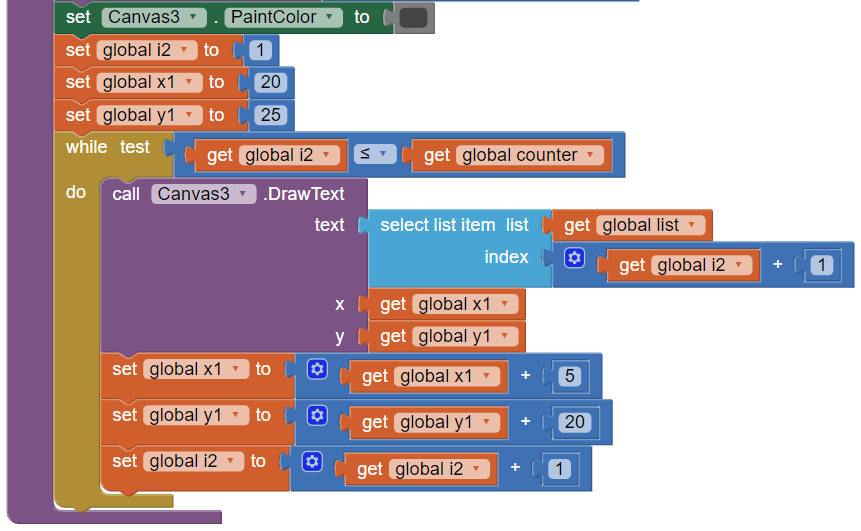 set Canvas3 . PaintColor to
set global i2 to 1
set global x1 to 20
set global y1 to 25
while test get global i2 ≤ get global counter
do call Canvas3 .DrawText
text select list item list get global list
index get global i2 + 1
x get global x1
y get global y1
set global x1 to get global x1 + 5
set global y1 to get global y1 + 20
set global i2 to get global i2 + 1